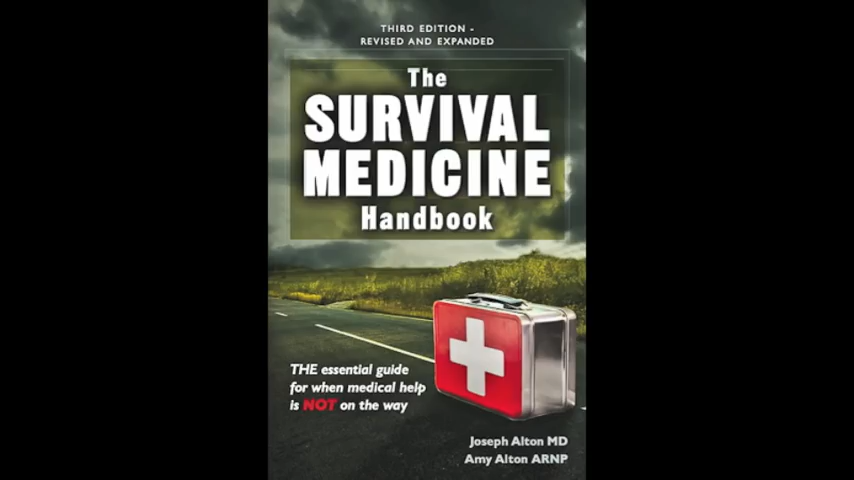 THIRD EDITION -
REVISED AND EXPANDED
The
SURVIVAL
MEDICINE
Handbook
THE essential guide
for when medical help
is NOT on the way
Joseph Alton MD
Amy Alton ARNP